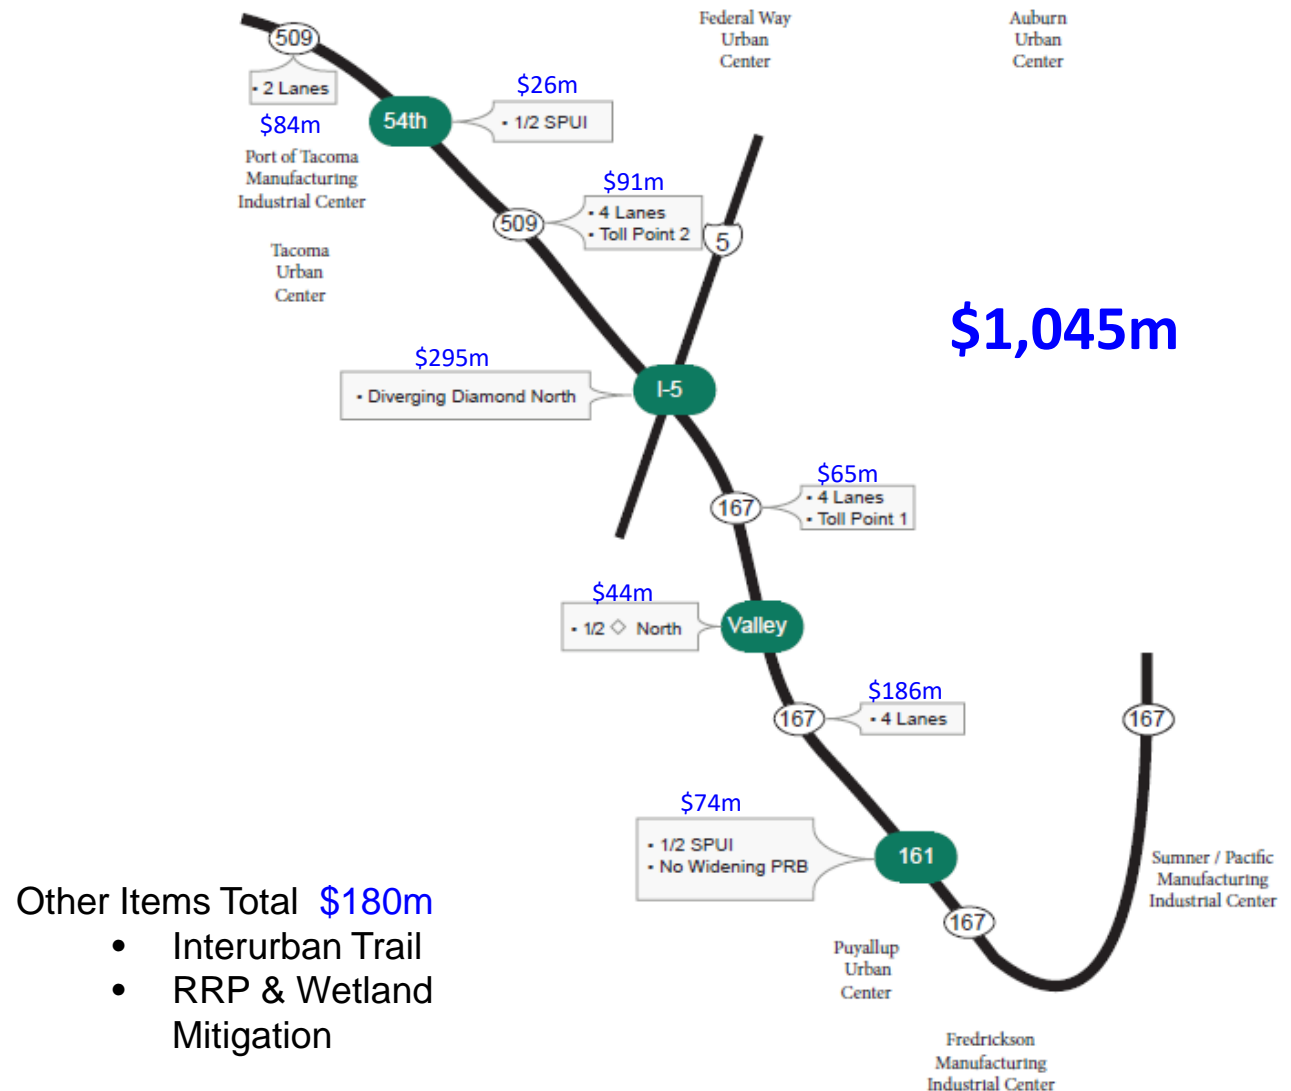 Federal Way
Urban
Center
Auburn
Urban
Center
509
• 2 Lanes
$84m
Port of Tacoma
Manufacturing
Industrial Center
54th
$26m
• 1/2 SPUI
$91m
509
• 4 Lanes
• Toll Point 2
5
Tacoma
Urban
Center
$1,045m
$295m
• Diverging Diamond North
I-5
$65m
167
• 4 Lanes
• Toll Point 1
$44m
• 1/2 ◇ North
Valley
$186m
167
• 4 Lanes
167
$74m
• 1/2 SPUI
• No Widening PRB
161
Sumner / Pacific
Manufacturing
Industrial Center
167
Other Items Total $180m
• Interurban Trail
• RRP & Wetland
Mitigation
Puyallup
Urban
Center
Fredrickson
Manufacturing
Industrial Center